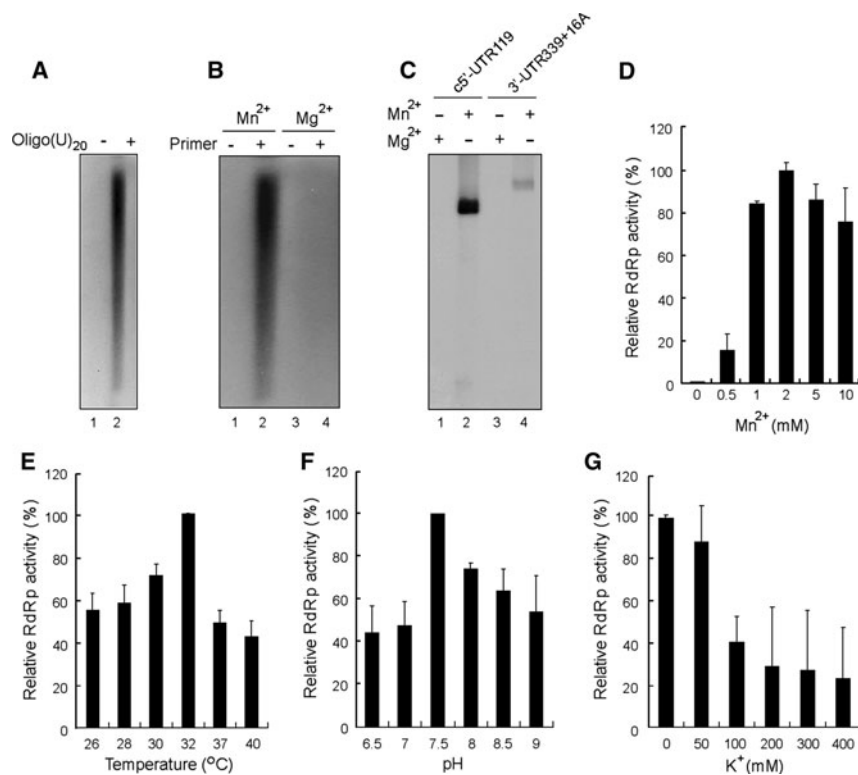 A
Oligo(U)20 - +
1 2
B
Mn2+ Mg2+
Primer - + - +
1 2 3 4
C
c5'-UTR119 3'-UTR339+16A
Mn2+ - + - +
Mg2+ + - + -
1 2 3 4
D
Relative RdRp activity (%)
120
100
80
60
40
20
0
0 0.5 1 2 5 10
Mn2+(mM)
E
Relative RdRp activity (%)
120
100
80
60
40
20
0
26 28 30 32 37 40
Temperature (°C)
F
Relative RdRp activity (%)
120
100
80
60
40
20
0
6.5 7 7.5 8 8.5 9
pH
G
Relative RdRp activity (%)
120
100
80
60
40
20
0
0 50 100 200 300 400
K+(mM)